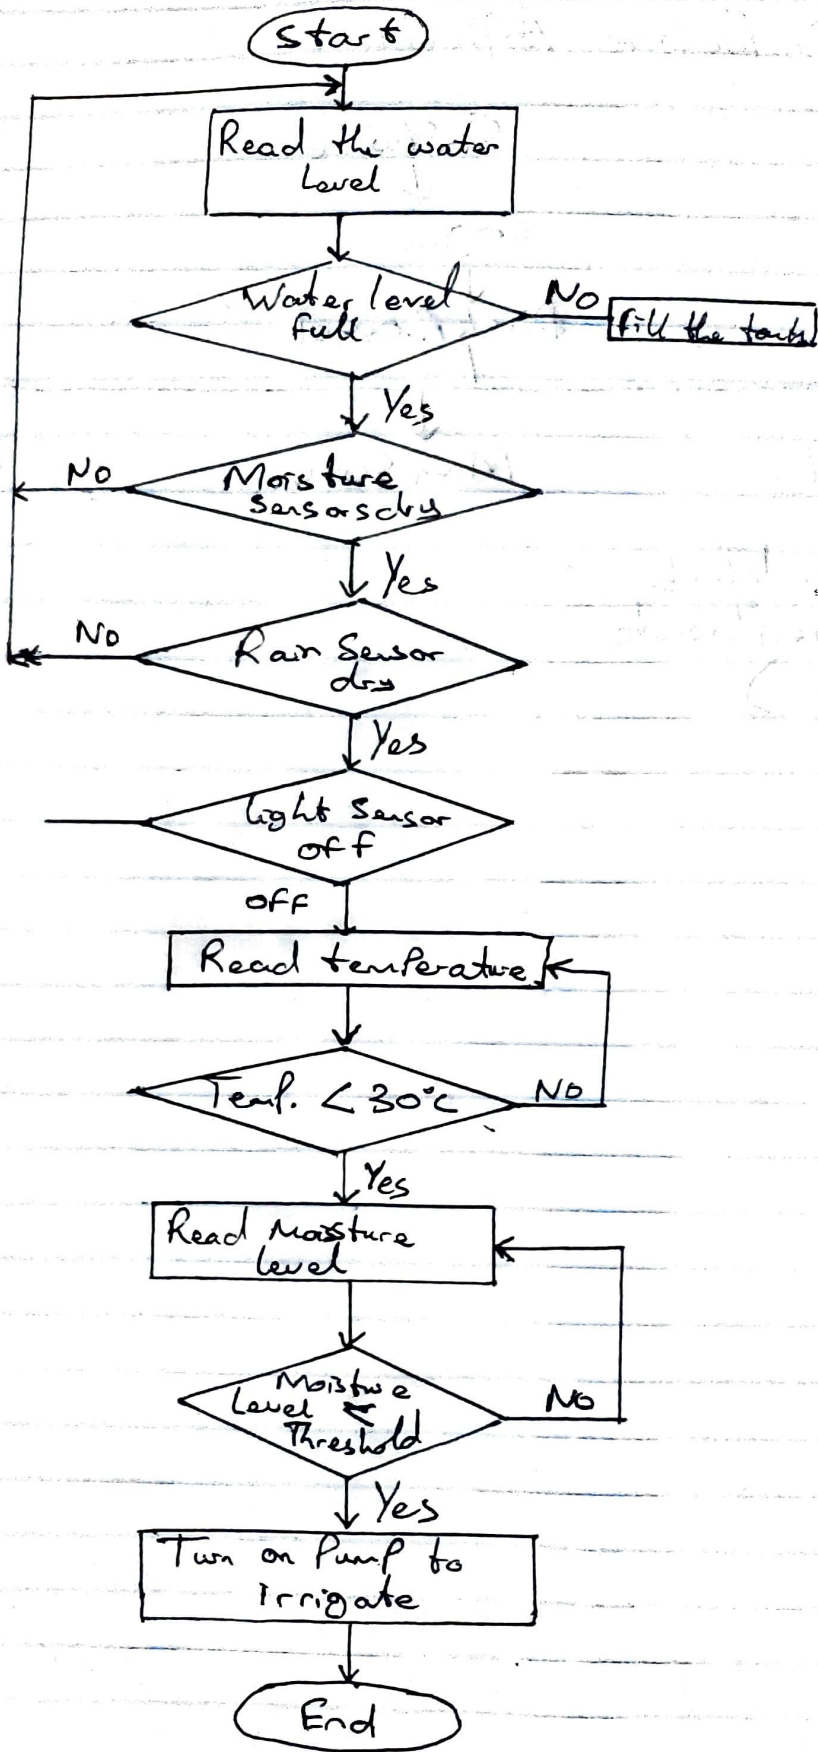 Start
Read the water
Level
Water level
full
No
Fill the tank
Yes
Moisture
Sensors dry
No
Yes
Rain Sensor
dry
No
Yes
light Sensor
off
OFF
Read temperature
Temp. < 30°C
No
Yes
Read Moisture
level
Moisture
Level <
Threshold
No
Yes
Turn on Pump to
Irrigate
End